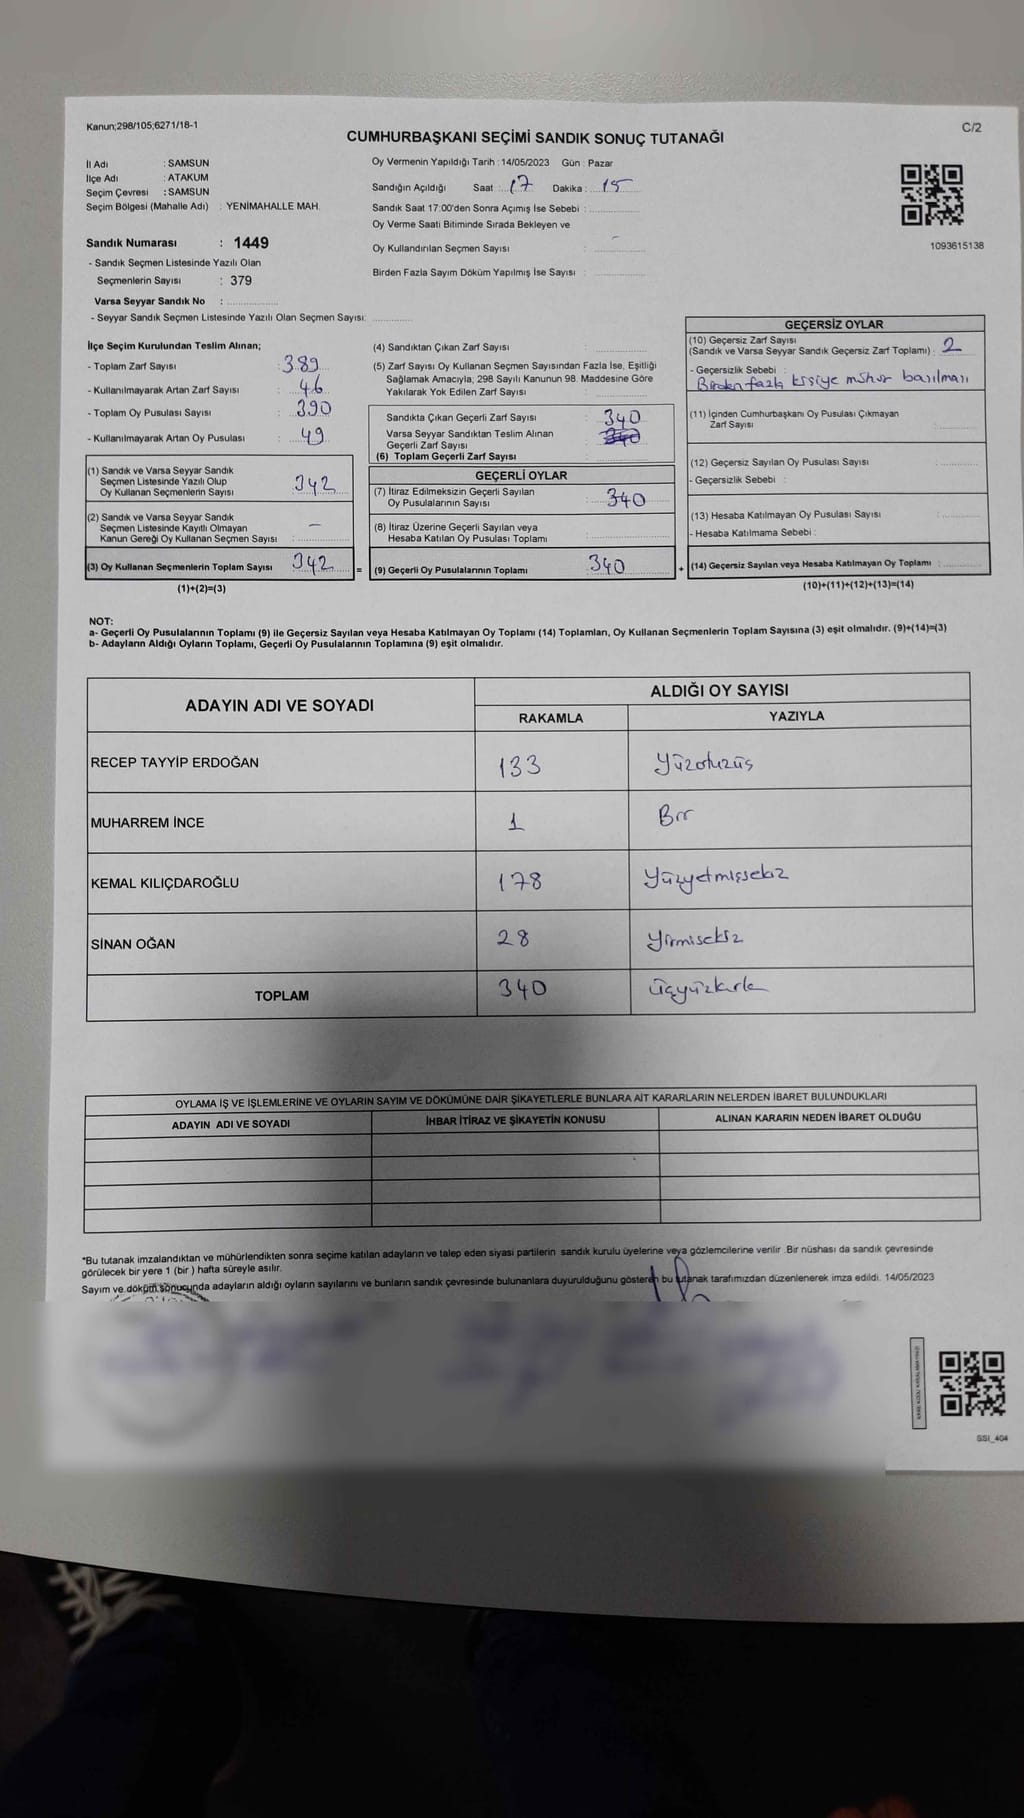 Kanun;298/105;6271/18-1
C/2
CUMHURBAŞKANI SEÇİMİ SANDIK SONUÇ TUTANAĞI
İl Adı : SAMSUN
İlçe Adı : ATAKUM
Seçim Çevresi : SAMSUN
Seçim Bölgesi (Mahalle Adı) : YENİMAHALLE MAH.
Oy Vermenin Yapıldığı Tarih : 14/05/2023 Gün : Pazar
Sandığın Açıldığı Saat : 17 Dakika : 15
Sandık Saat 17:00'den Sonra Açımış İse Sebebi :
Oy Verme Saati Bitiminde Sırada Bekleyen ve
Oy Kullandırılan Seçmen Sayısı : -
Birden Fazla Sayım Döküm Yapılmış İse Sayısı :
1093615138
Sandık Numarası : 1449
- Sandık Seçmen Listesinde Yazılı Olan
Seçmenlerin Sayısı : 379
Varsa Seyyar Sandık No :
- Seyyar Sandık Seçmen Listesinde Yazılı Olan Seçmen Sayısı:
İlçe Seçim Kurulundan Teslim Alınan;
- Toplam Zarf Sayısı : 389
- Kullanılmayarak Artan Zarf Sayısı : 46
- Toplam Oy Pusulası Sayısı : 390
- Kullanılmayarak Artan Oy Pusulası : 49
(1) Sandık ve Varsa Seyyar Sandık
Seçmen Listesinde Yazılı Olup
Oy Kullanan Seçmenlerin Sayısı : 342
(2) Sandık ve Varsa Seyyar Sandık
Seçmen Listesinde Kayıtlı Olmayan
Kanun Gereği Oy Kullanan Seçmen Sayısı : -
(3) Oy Kullanan Seçmenlerin Toplam Sayısı 342 =
(1)+(2)=(3)
(4) Sandıktan Çıkan Zarf Sayısı :
(5) Zarf Sayısı Oy Kullanan Seçmen Sayısından Fazla İse, Eşitliği
Sağlamak Amacıyla; 298 Sayılı Kanunun 98. Maddesine Göre
Yakılarak Yok Edilen Zarf Sayısı :
Sandıkta Çıkan Geçerli Zarf Sayısı : 340
Varsa Seyyar Sandıktan Teslim Alınan
Geçerli Zarf Sayısı : 340
(6) Toplam Geçerli Zarf Sayısı :
GEÇERLİ OYLAR
(7) İtiraz Edilmeksizin Geçerli Sayılan
Oy Pusulalarının Sayısı : 340
(8) İtiraz Üzerine Geçerli Sayılan veya
Hesaba Katılan Oy Pusulası Toplamı :
(9) Geçerli Oy Pusulalarının Toplamı : 340 +
GEÇERSİZ OYLAR
(10) Geçersiz Zarf Sayısı
(Sandık ve Varsa Seyyar Sandık Geçersiz Zarf Toplamı) : 2
- Geçersizlik Sebebi :
Birden fazla kişiye mühür basılması
(11) İçinden Cumhurbaşkanı Oy Pusulası Çıkmayan
Zarf Sayısı :
(12) Geçersiz Sayılan Oy Pusulası Sayısı :
- Geçersizlik Sebebi :
(13) Hesaba Katılmayan Oy Pusulası Sayısı :
- Hesaba Katılmama Sebebi :
(14) Geçersiz Sayılan veya Hesaba Katılmayan Oy Toplamı :
(10)+(11)+(12)+(13)=(14)
NOT:
a- Geçerli Oy Pusulalarının Toplamı (9) ile Geçersiz Sayılan veya Hesaba Katılmayan Oy Toplamı (14) Toplamları, Oy Kullanan Seçmenlerin Toplam Sayısına (3) eşit olmalıdır. (9)+(14)=(3)
b- Adayların Aldığı Oyların Toplamı, Geçerli Oy Pusulalarının Toplamına (9) eşit olmalıdır.
ADAYIN ADI VE SOYADI ALDIĞI OY SAYISI
RAKAMLA YAZIYLA
RECEP TAYYİP ERDOĞAN 133 Yüzotuzüç
MUHARREM İNCE 1 Bir
KEMAL KILIÇDAROĞLU 178 Yüzyetmişsekiz
SİNAN OĞAN 28 Yirmisekiz
TOPLAM 340 üçyüzkırk
OYLAMA İŞ VE İŞLEMLERİNE VE OYLARIN SAYIM VE DÖKÜMÜNE DAİR ŞİKAYETLERLE BUNLARA AİT KARARLARIN NELERDEN İBARET BULUNDUKLARI
ADAYIN ADI VE SOYADI İHBAR İTİRAZ VE ŞİKAYETİN KONUSU ALINAN KARARIN NEDEN İBARET OLDUĞU
*Bu tutanak imzalandıktan ve mühürlendikten sonra seçime katılan adayların ve talep eden siyasi partilerin sandık kurulu üyelerine veya gözlemcilerine verilir .Bir nüshası da sandık çevresinde
görülecek bir yere 1 (bir ) hafta süreyle asılır.
Sayım ve döküm sonucunda adayların aldığı oyların sayılarını ve bunların sandık çevresinde bulunanlara duyurulduğunu gösteren bu tutanak tarafımızdan düzenlenerek imza edildi. 14/05/2023
SSI_404